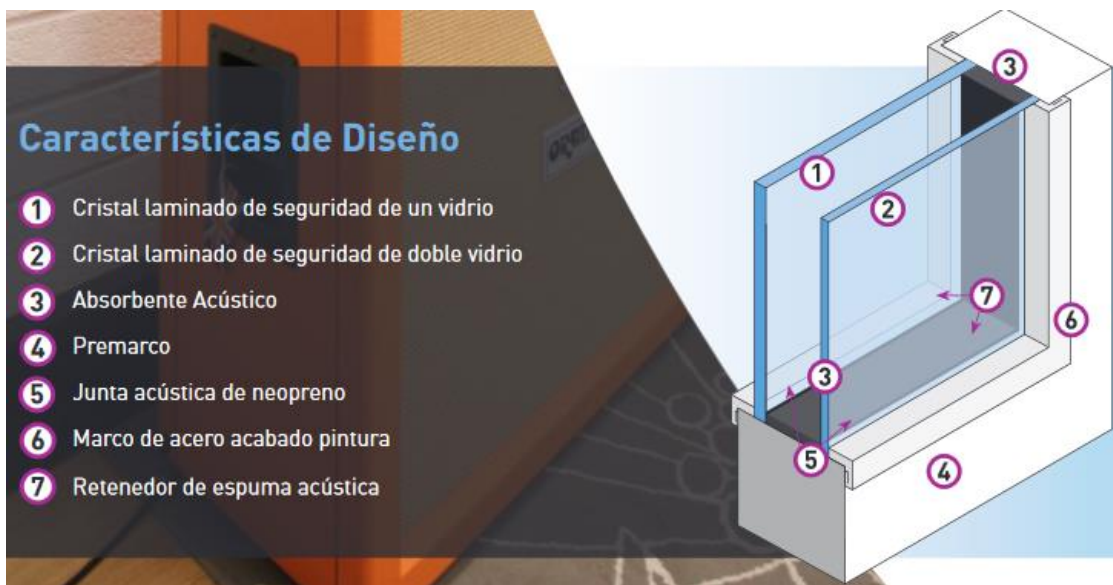 Características de Diseño
1 Cristal laminado de seguridad de un vidrio
2 Cristal laminado de seguridad de doble vidrio
3 Absorbente Acústico
4 Premarco
5 Junta acústica de neopreno
6 Marco de acero acabado pintura
7 Retenedor de espuma acústica
3
1
2
7
6
3
5
4